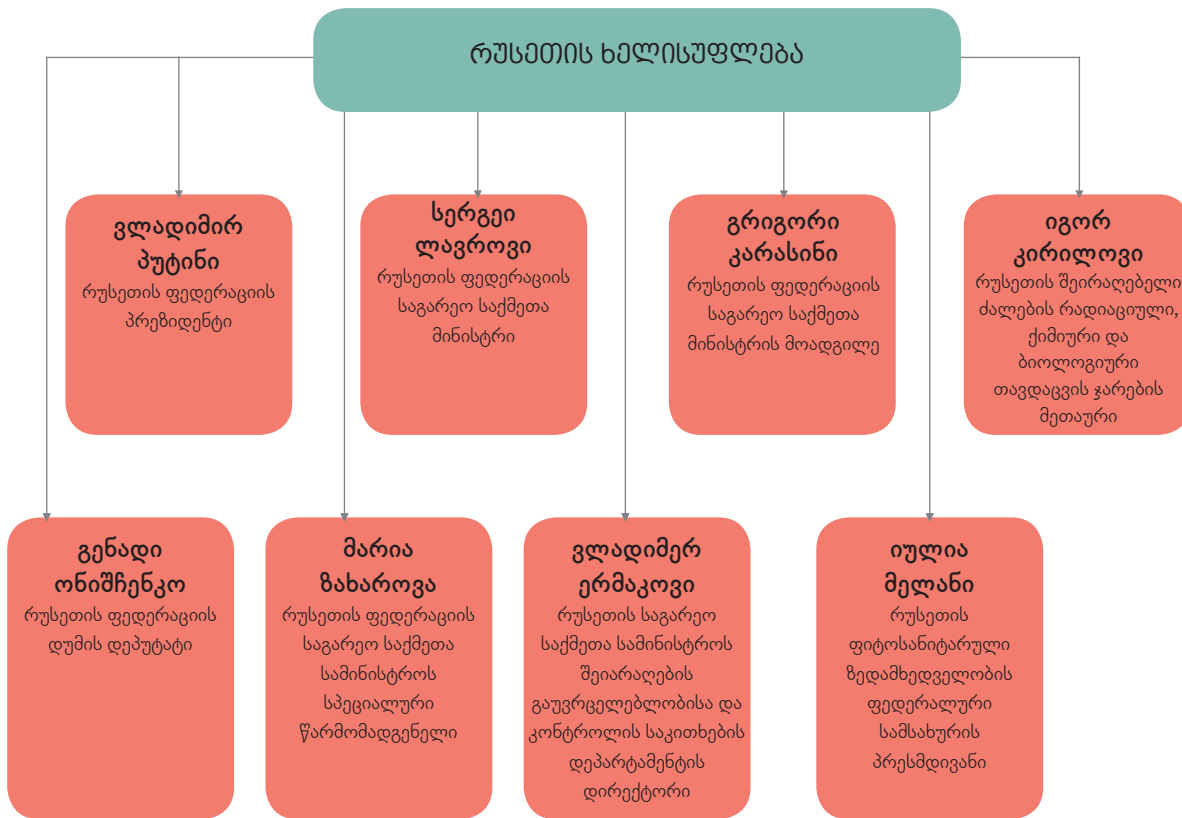 ᲠᲣᲡᲔᲗᲘᲡ ᲮᲔᲚᲘᲡᲣᲤᲚᲔᲑᲐ
ვლადიმირ
პუტინი
რუსეთის ფედერაციის
პრეზიდენტი
სერგეი
ლავროვი
რუსეთის ფედერაციის
საგარეო საქმეთა
მინისტრი
გრიგორი
კარასინი
რუსეთის ფედერაციის
საგარეო საქმეთა
მინისტრის მოადგილე
იგორ
კირილოვი
რუსეთის შეირაღებელი
ძალების რადიაციული,
ქიმიური და
ბიოლოგიური
თავდაცვის ჯარების
მეთაური
გენადი
ონიშჩენკო
რუსეთის ფედერაციის
დუმის დეპუტატი
მარია
ზახაროვა
რუსეთის ფედერაციის
საგარეო საქმეთა
სამინისტროს
სპეციალური
წარმომადგენელი
ვლადიმერ
ერმაკოვი
რუსეთის საგარეო
საქმეთა სამინისტროს
შეიარაღების
გაუვრცელებლობისა და
კონტროლის საკითხების
დეპარტამენტის
დირექტორი
იულია
მელანი
რუსეთის
ფიტოსანიტარული
ზედამხედველობის
ფედერალური
სამსახურის
პრესმდივანი